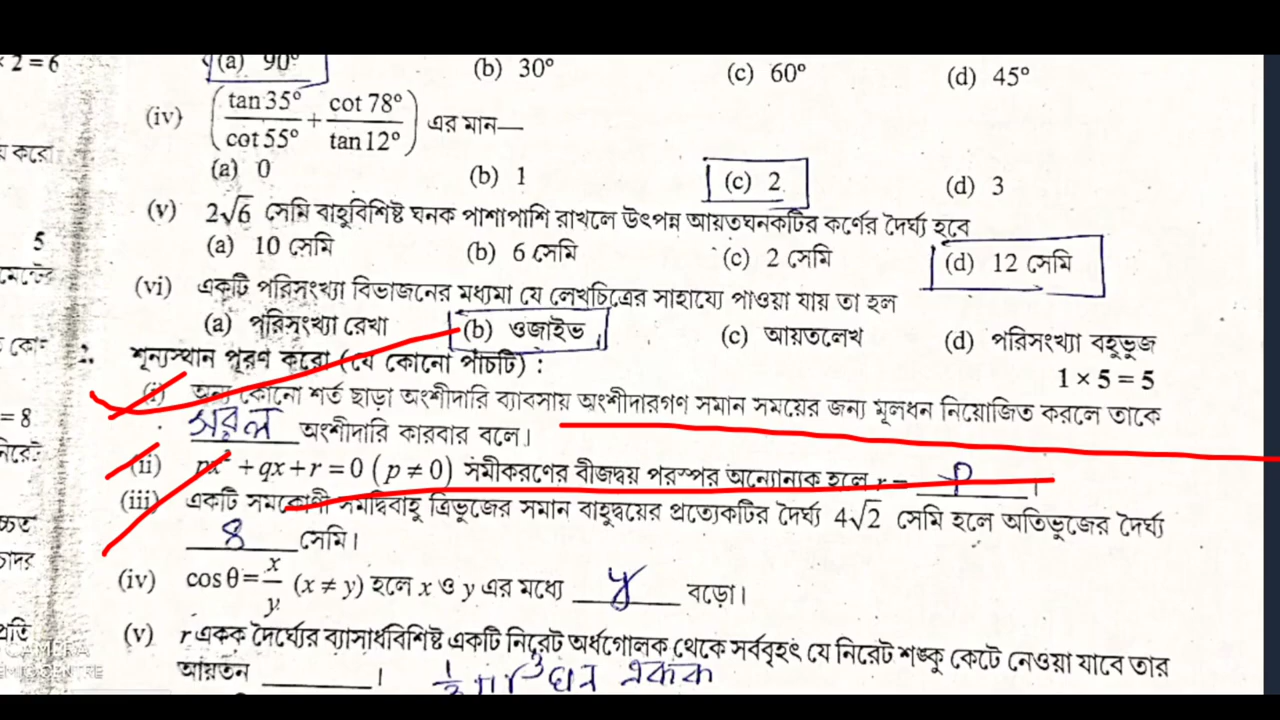 × 2 = 6
(a) 90° (b) 30° (c) 60° (d) 45°
(iv) (tan 35°/cot 55° + cot 78°/tan 12°) এর মান—
(a) 0 (b) 1 (c) 2 (d) 3
(v) 2√6 সেমি বাহুবিশিষ্ট ঘনক পাশাপাশি রাখলে উৎপন্ন আয়তঘনকটির কর্ণের দৈর্ঘ্য হবে
5 (a) 10 সেমি (b) 6 সেমি (c) 2 সেমি (d) 12 সেমি
(vi) একটি পরিসংখ্যা বিভাজনের মধ্যমা যে লেখচিত্রের সাহায্যে পাওয়া যায় তা হল
(a) পরিসংখ্যা রেখা (b) ওজাইভ (c) আয়তলেখ (d) পরিসংখ্যা বহুভুজ
শূন্যস্থান পূরণ করো (যে কোনো পাঁচটি) : 1 × 5 = 5
(i) অন্য কোনো শর্ত ছাড়া অংশীদারি ব্যাবসায় অংশীদারগণ সমান সময়ের জন্য মূলধন নিয়োজিত করলে তাকে
= 8 সরল অংশীদারি কারবার বলে।
(ii) px² + qx + r = 0 (p ≠ 0) সমীকরণের বীজদ্বয় পরস্পর অন্যোন্যক হলে r = p ।
(iii) একটি সমকোণী সমদ্বিবাহু ত্রিভুজের সমান বাহুদ্বয়ের প্রত্যেকটির দৈর্ঘ্য 4√2 সেমি হলে অতিভুজের দৈর্ঘ্য
8 সেমি।
(iv) cos θ = x/y (x ≠ y) হলে x ও y এর মধ্যে y বড়ো।
(v) r একক দৈর্ঘ্যের ব্যাসার্ধবিশিষ্ট একটি নিরেট অর্ধগোলক থেকে সর্ববৃহৎ যে নিরেট শঙ্কু কেটে নেওয়া যাবে তার
আয়তন ______। 1/3 πr³ ঘন একক